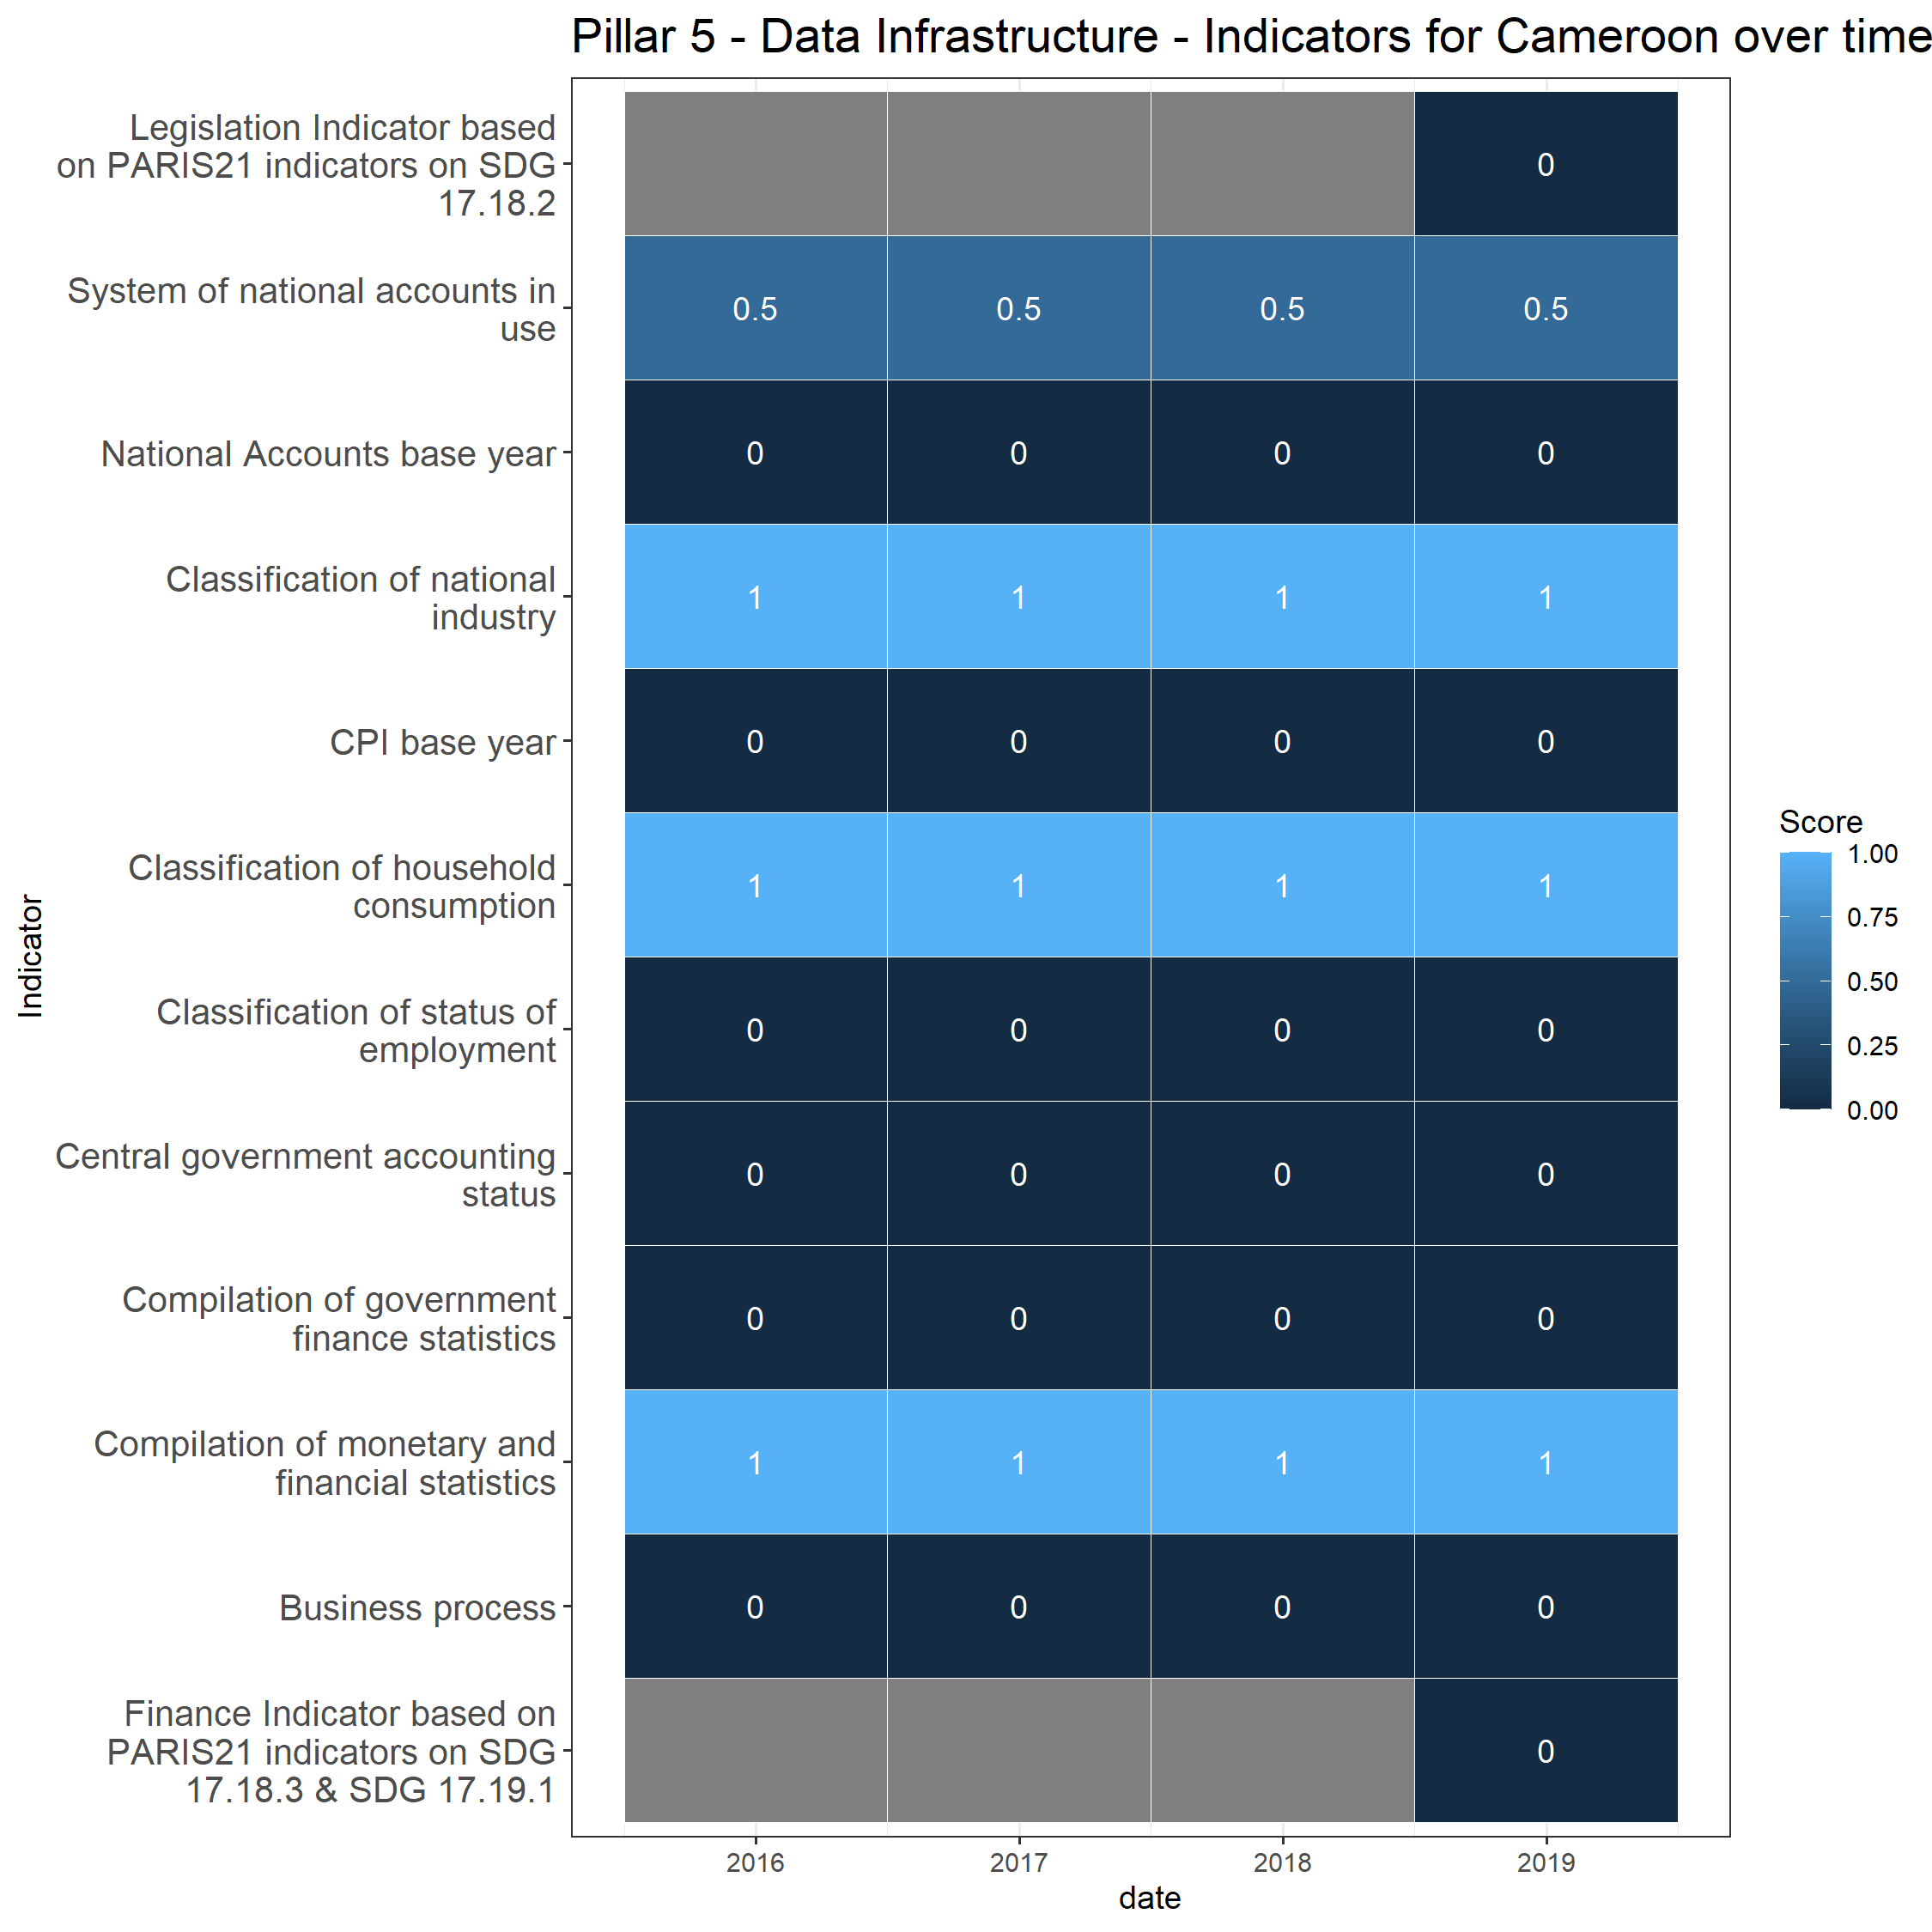 Pillar 5 - Data Infrastructure - Indicators for Cameroon over time
Indicator
Legislation Indicator based
on PARIS21 indicators on SDG
17.18.2
0
System of national accounts in
use
0.5 0.5 0.5 0.5
National Accounts base year
0 0 0 0
Classification of national
industry
1 1 1 1
CPI base year
0 0 0 0
Classification of household
consumption
1 1 1 1
Classification of status of
employment
0 0 0 0
Central government accounting
status
0 0 0 0
Compilation of government
finance statistics
0 0 0 0
Compilation of monetary and
financial statistics
1 1 1 1
Business process
0 0 0 0
Finance Indicator based on
PARIS21 indicators on SDG
17.18.3 & SDG 17.19.1
0
2016 2017 2018 2019
date
Score
1.00
0.75
0.50
0.25
0.00